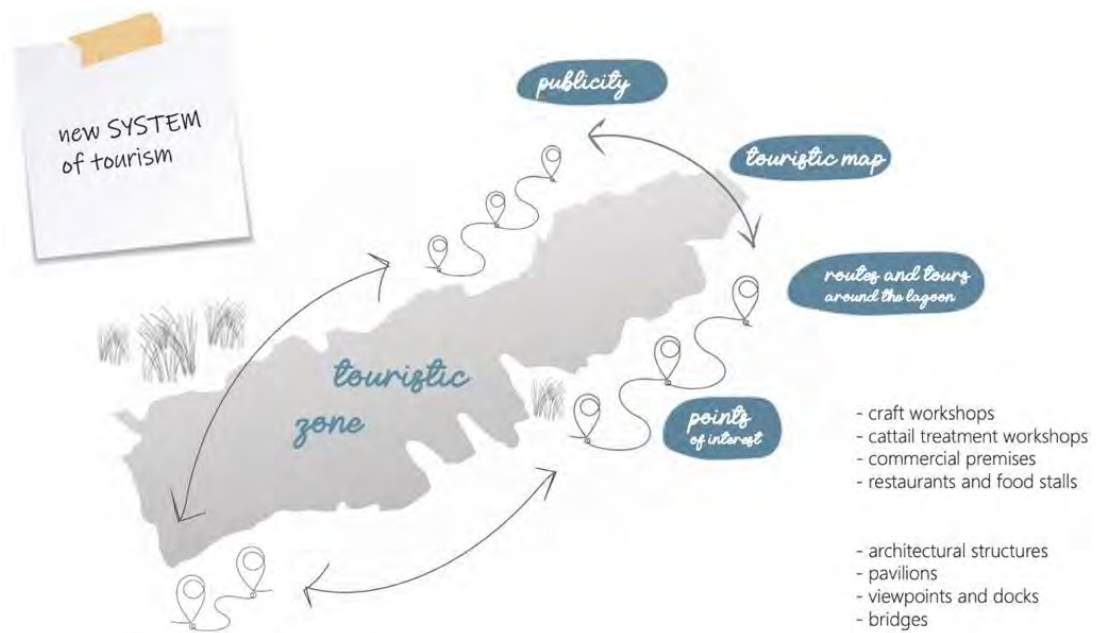 new SYSTEM
of tourism
publicity
touristic map
routes and tours
around the lagoon
touristic
zone
points
of interest
- craft workshops
- cattail treatment workshops
- commercial premises
- restaurants and food stalls
- architectural structures
- pavilions
- viewpoints and docks
- bridges